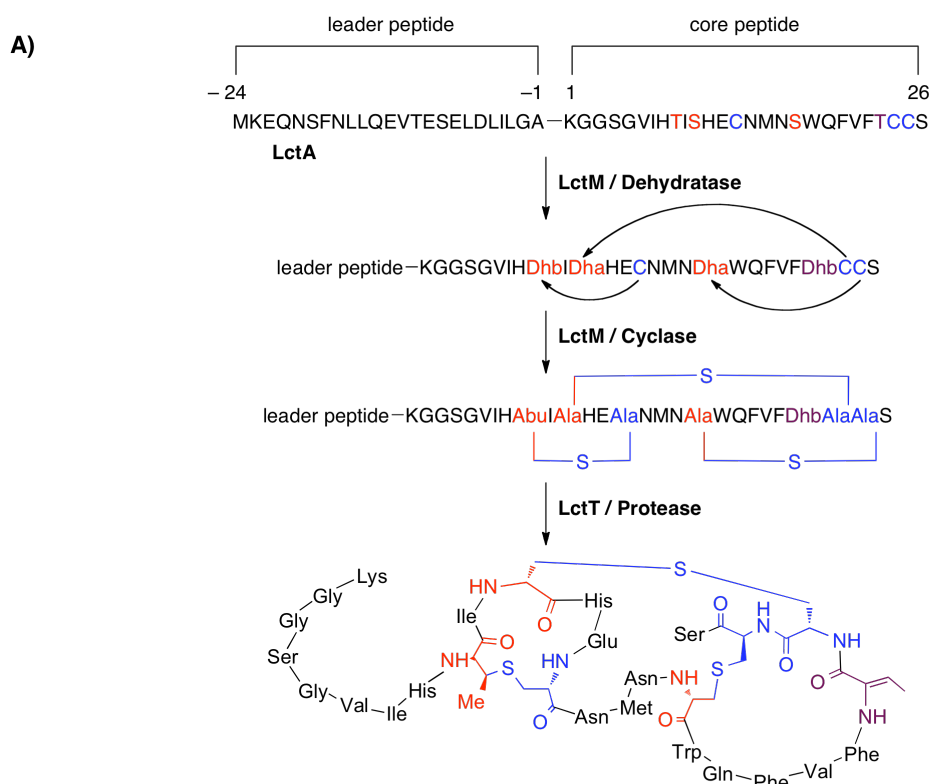 A)
leader peptide core peptide
– 24 –1 1 26
MKEQNSFNLLQEVTESELDLILGA—KGGSGVIHTISHECNMNSWQFVFTCCS
LctA
LctM / Dehydratase
leader peptide—KGGSGVIHDhbIDhaHECNMNDhaWQFVFDhbCCS
LctM / Cyclase
S
leader peptide—KGGSGVIHAbuIAlaHEAlaNMNAlaWQFVFDhbAlaAlaS
S S
LctT / Protease
S
Lys HN
Gly O His O H
Gly Ile Ser N
Ser O Glu O NH
Gly NH S HN S O
Val Ile His Me Asn NH
O Asn Met O NH
Trp Phe
Gln Phe Val